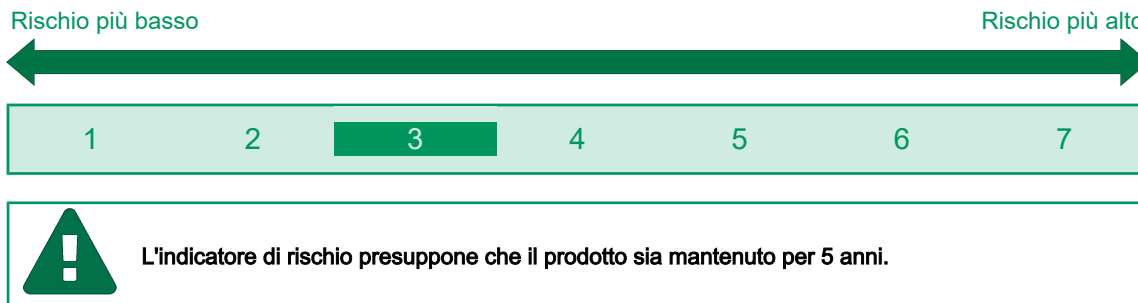 Rischio più basso Rischio più alto
1 2 3 4 5 6 7
L'indicatore di rischio presuppone che il prodotto sia mantenuto per 5 anni.